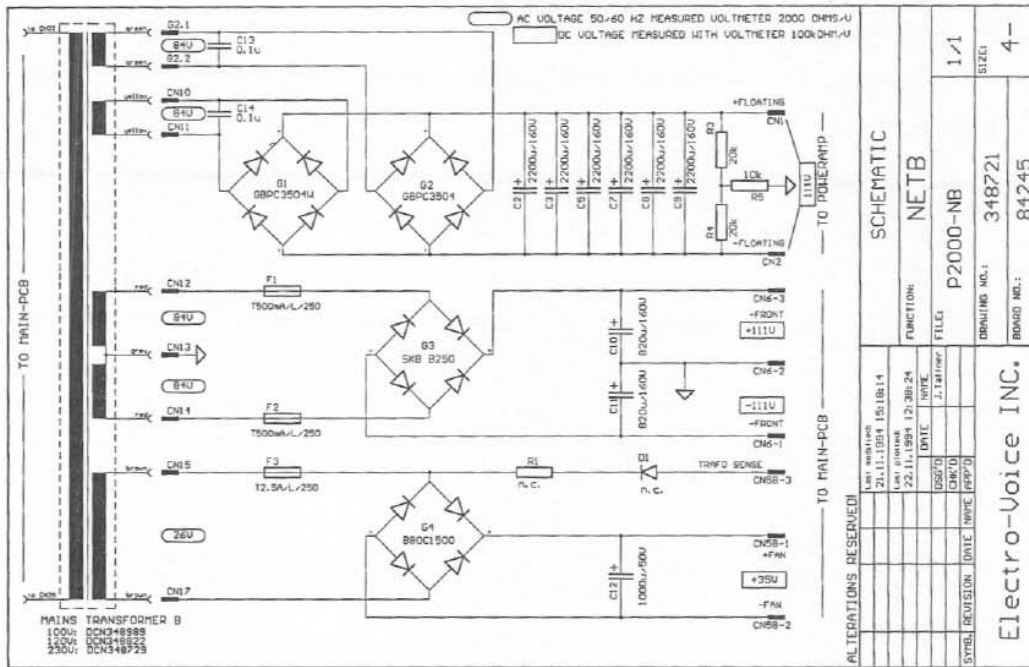 AC VOLTAGE 50/60 HZ MEASURED VOLTMETER 2000 OHMS/V
DC VOLTAGE MEASURED WITH VOLTMETER 100kOHM/V
to CN02
green
G2.1
84V
C13
0.1u
green
G2.2
yellow
CN10
84V
C14
0.1u
yellow
CN11
G1
GBPC3504W
G2
GBPC3504
C2
2200u/160V
C3
2200u/160V
C5
2200u/160V
C7
2200u/160V
C8
2200u/160V
C9
2200u/160V
R3
20k
10k
R5
R4
20k
+FLOATING
CN1
111V
-FLOATING
CN2
TO POWERAMP
TO MAIN-PCB
red
CN12
F1
T500mA/L/250
84V
grey
CN13
84V
red
CN14
F2
T500mA/L/250
G3
SKB B250
C10
820u/160V
C11
820u/160V
CN6-3
+FRONT
+111V
CN6-2
-111V
-FRONT
CN6-1
TO MAIN-PCB
brown
CN15
F3
T2.5A/L/250
R1
n.c.
D1
n.c.
TRAFO SENSE
CN5B-3
26V
G4
B80C1500
C12
1000u/50V
CN5B-1
+FAN
+35V
-FAN
CN5B-2
brown
CN17
MAINS TRANSFORMER B
100V: DCN348989
120V: DCN348822
230V: DCN348729
SCHEMATIC
FUNCTION: NETB
FILE: P2000-NB
1/1
DRAWING NO.: 348721
SIZE: 4-
BOARD NO.: 84245
Last modified:
21.11.1994 15:18:14
Last plotted:
22.11.1994 12:38:24
DATE NAME
DSG'D J.Taffner
CHK'D
APP'D
ALTERATIONS RESERVED!
SYMB. REVISION DATE NAME
Electro-Voice INC.